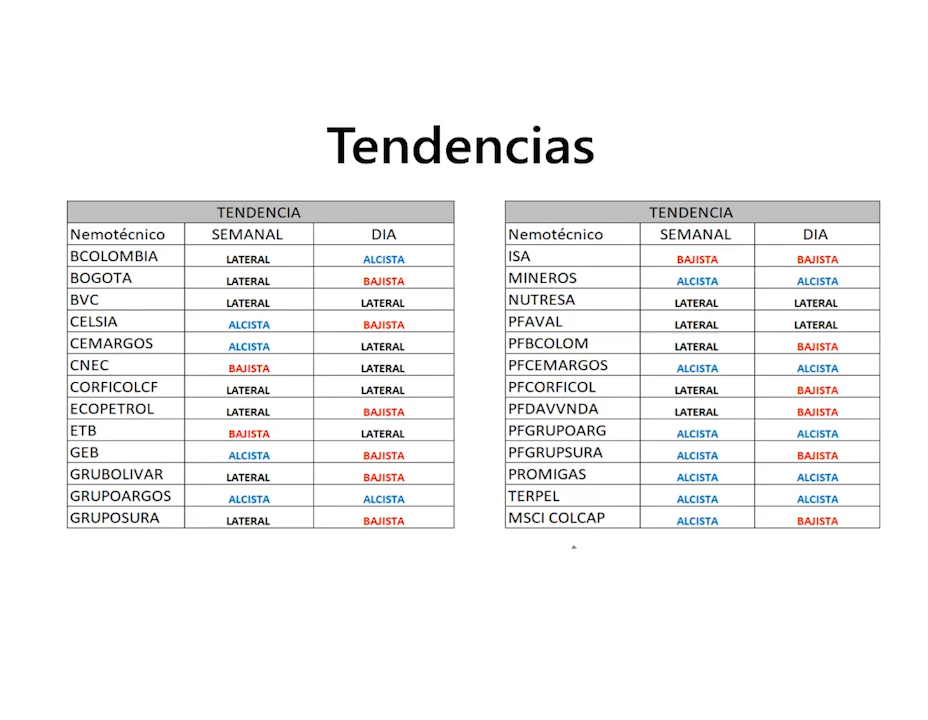 Tendencias
TENDENCIA
Nemotécnico SEMANAL DIA
BCOLOMBIA LATERAL ALCISTA
BOGOTA LATERAL BAJISTA
BVC LATERAL LATERAL
CELSIA ALCISTA BAJISTA
CEMARGOS ALCISTA LATERAL
CNEC BAJISTA LATERAL
CORFICOLCF LATERAL LATERAL
ECOPETROL LATERAL BAJISTA
ETB BAJISTA LATERAL
GEB ALCISTA BAJISTA
GRUBOLIVAR LATERAL BAJISTA
GRUPOARGOS ALCISTA ALCISTA
GRUPOSURA LATERAL BAJISTA
TENDENCIA
Nemotécnico SEMANAL DIA
ISA BAJISTA BAJISTA
MINEROS ALCISTA ALCISTA
NUTRESA LATERAL LATERAL
PFAVAL LATERAL LATERAL
PFBCOLOM LATERAL BAJISTA
PFCEMARGOS ALCISTA ALCISTA
PFCORFICOL LATERAL BAJISTA
PFDAVVNDA LATERAL BAJISTA
PFGRUPOARG ALCISTA ALCISTA
PFGRUPSURA ALCISTA BAJISTA
PROMIGAS ALCISTA ALCISTA
TERPEL ALCISTA ALCISTA
MSCI COLCAP ALCISTA BAJISTA